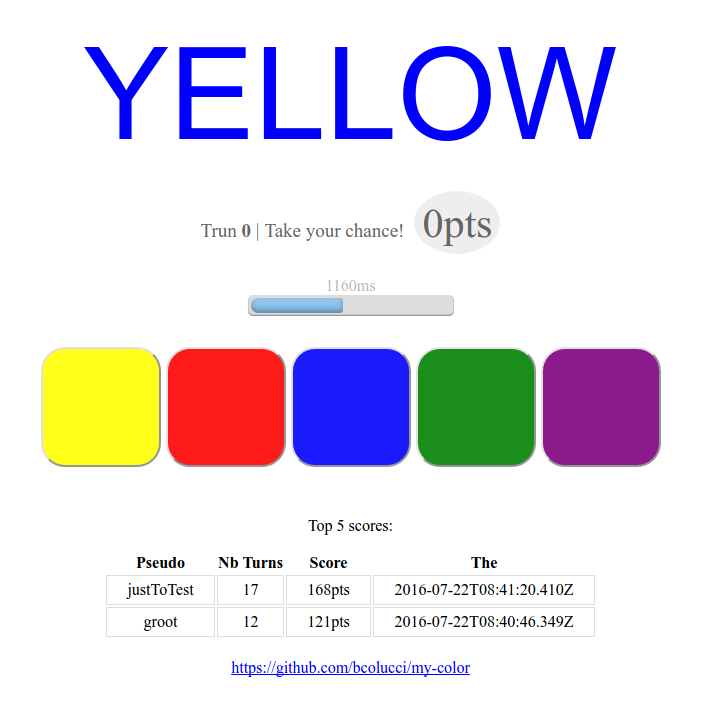 YELLOW
Trun 0 | Take your chance! 0pts
1160ms
Top 5 scores:
Pseudo Nb Turns Score The
justToTest 17 168pts 2016-07-22T08:41:20.410Z
groot 12 121pts 2016-07-22T08:40:46.349Z
https://github.com/bcolucci/my-color